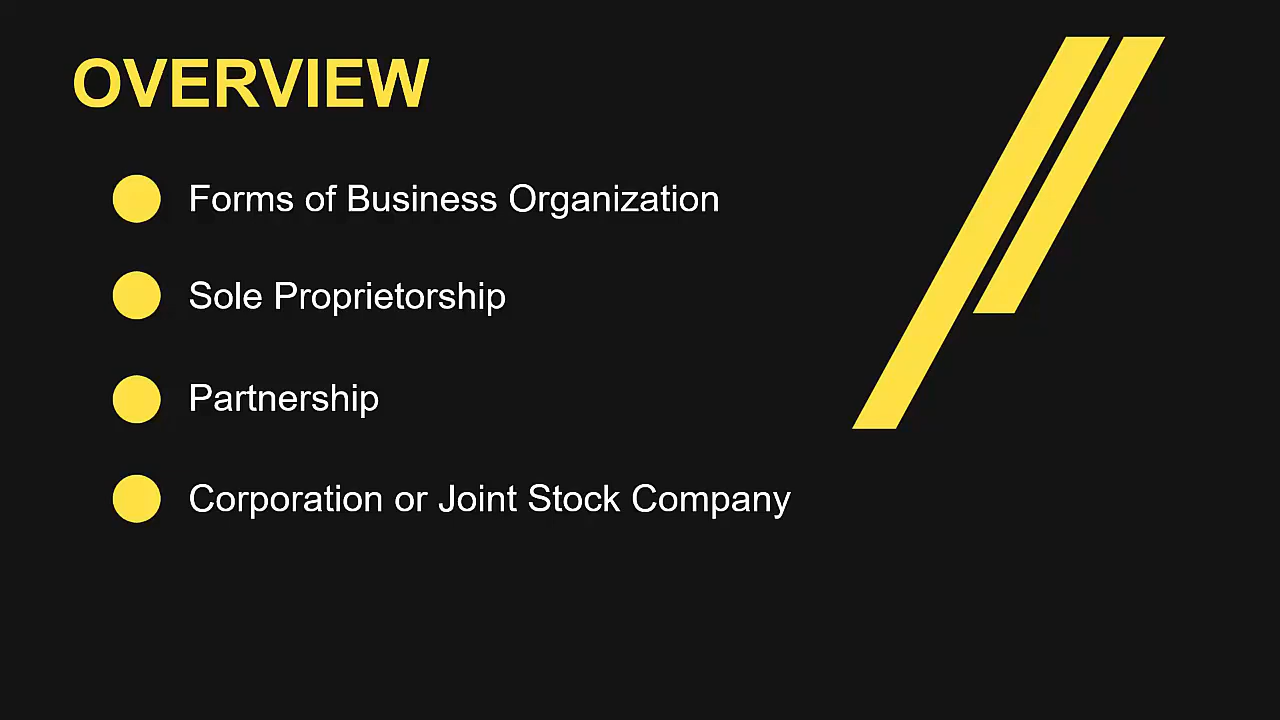 OVERVIEW
Forms of Business Organization
Sole Proprietorship
Partnership
Corporation or Joint Stock Company